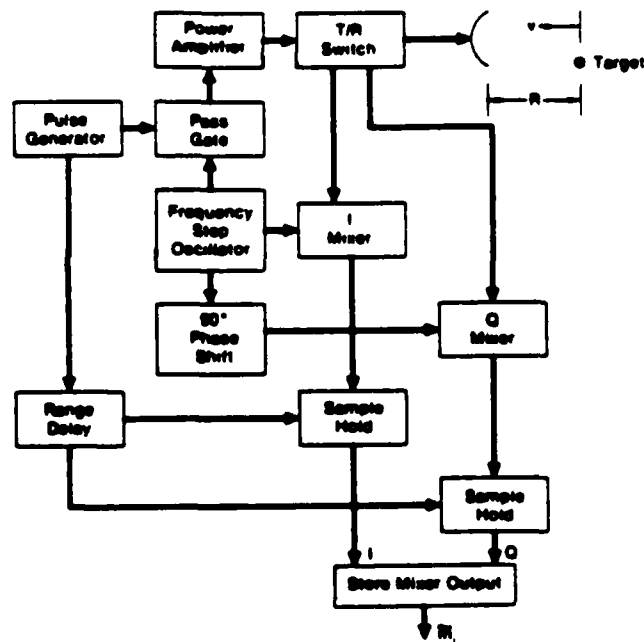 Power
Amplifier
T/R
Switch
v
Target
R
Pulse
Generator
Pass
Gate
Frequency
Step
Oscillator
I
Mixer
90°
Phase
Shift
Q
Mixer
Range
Delay
Sample
Hold
Sample
Hold
I
Q
Store Mixer Output